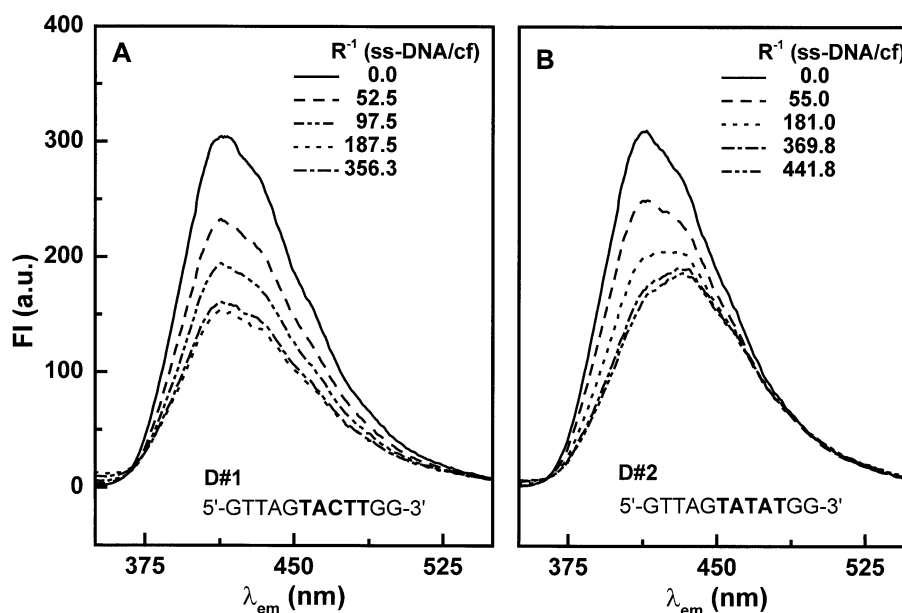 400
300
200
100
0
FI (a.u.)
A
R⁻¹ (ss-DNA/cf)
0.0
52.5
97.5
187.5
356.3
D#1
5'-GTTAGTACTTGG-3'
375
450
525
λem (nm)
B
R⁻¹ (ss-DNA/cf)
0.0
55.0
181.0
369.8
441.8
D#2
5'-GTTAGTATATGG-3'
375
450
525
λem (nm)